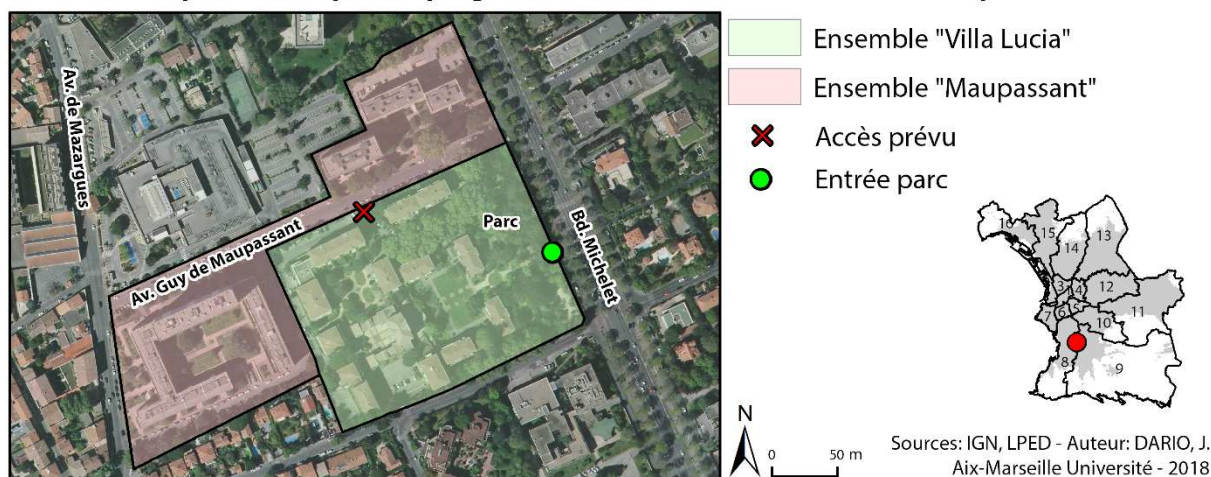 Ensemble "Villa Lucia"
Ensemble "Maupassant"
Accès prévu
Entrée parc
Av. de Mazargues
Av. Guy de Maupassant
Parc
Bd. Michelet
16
15
14
13
3
12
7
6
5
11
10
8
9
N
0 50 m
Sources: IGN, LPED - Auteur: DARIO, J.
Aix-Marseille Université - 2018